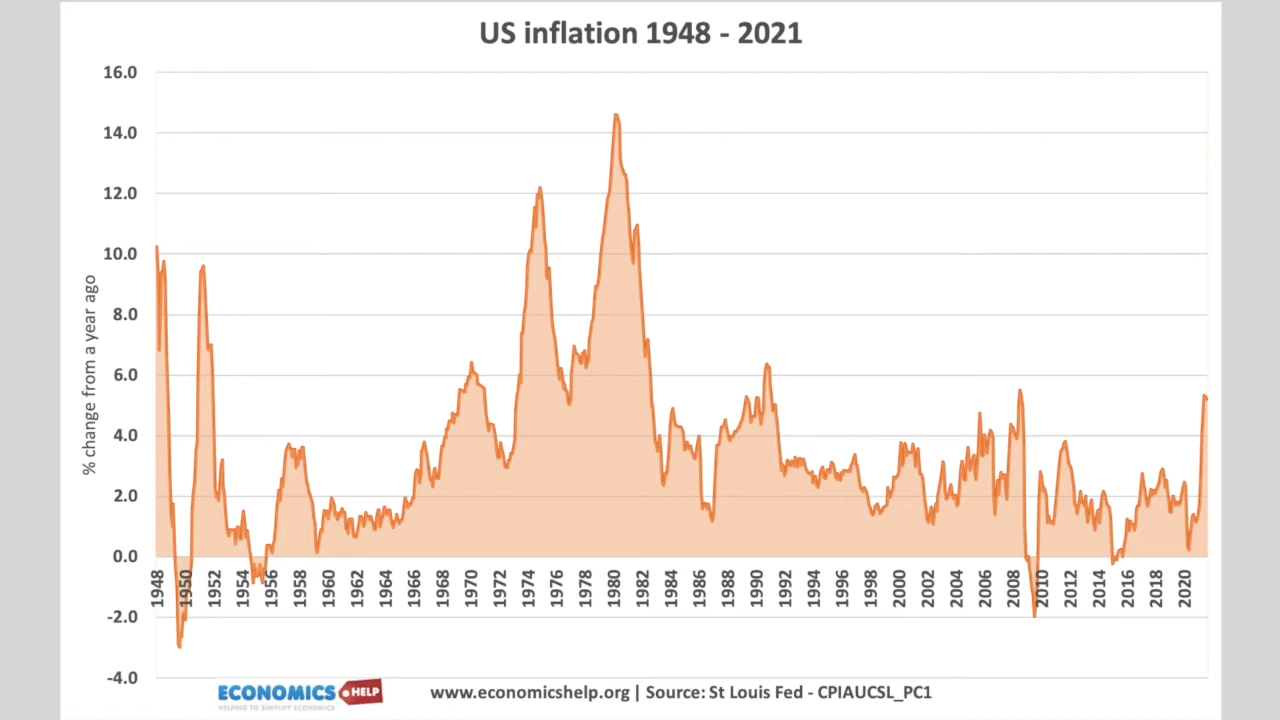 US inflation 1948 - 2021
16.0
14.0
12.0
10.0
8.0
6.0
4.0
2.0
0.0
-2.0
-4.0
% change from a year ago
1948 1950 1952 1954 1956 1958 1960 1962 1964 1966 1968 1970 1972 1974 1976 1978 1980 1982 1984 1986 1988 1990 1992 1994 1996 1998 2000 2002 2004 2006 2008 2010 2012 2014 2016 2018 2020
ECONOMICS HELP
HELPING TO SIMPLIFY ECONOMICS
www.economicshelp.org | Source: St Louis Fed - CPIAUCSL_PC1